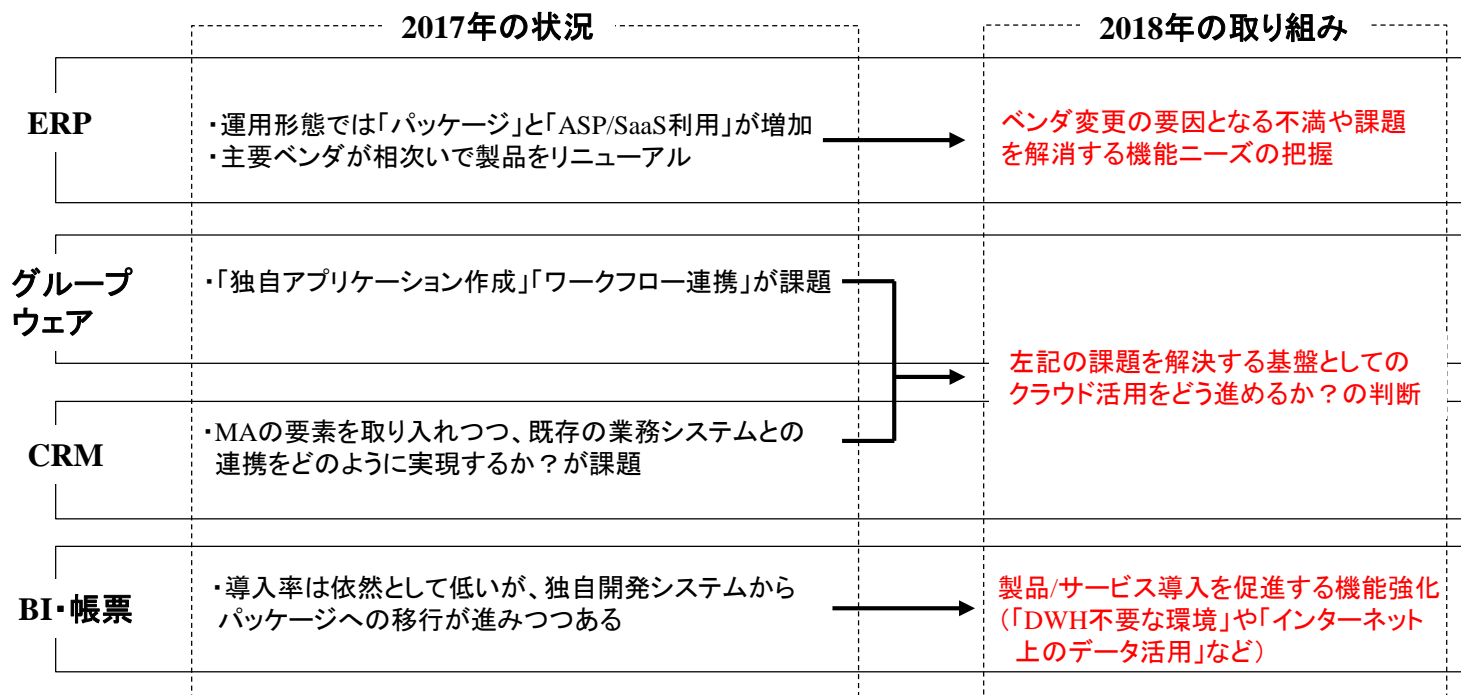 2017年の状況
2018年の取り組み
ERP
・運用形態では「パッケージ」と「ASP/SaaS利用」が増加
・主要ベンダが相次いで製品をリニューアル
ベンダ変更の要因となる不満や課題
を解消する機能ニーズの把握
グループ
ウェア
・「独自アプリケーション作成」「ワークフロー連携」が課題
左記の課題を解決する基盤としての
クラウド活用をどう進めるか？の判断
CRM
・MAの要素を取り入れつつ、既存の業務システムとの
連携をどのように実現するか？が課題
BI・帳票
・導入率は依然として低いが、独自開発システムから
パッケージへの移行が進みつつある
製品/サービス導入を促進する機能強化
（「DWH不要な環境」や「インターネット
上のデータ活用」など）